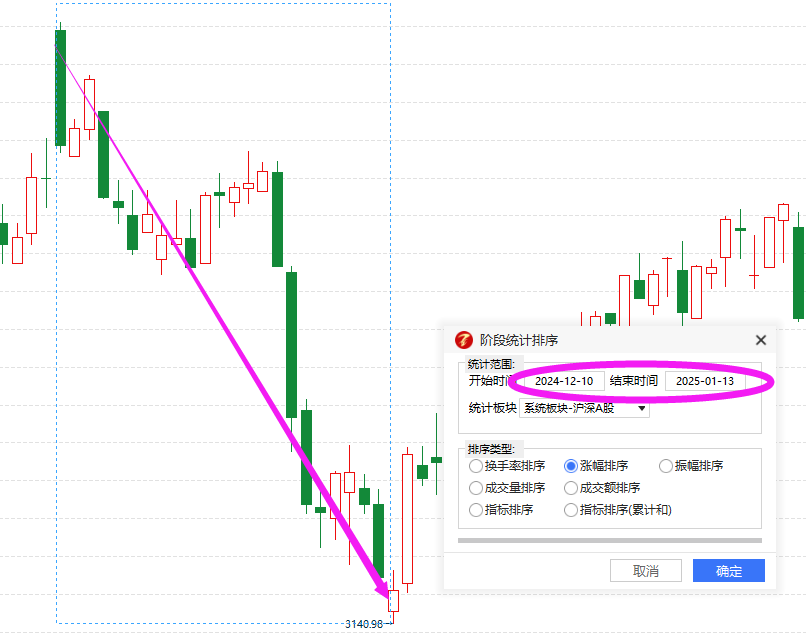 阶段统计排序
统计范围:
开始时间 2024-12-10 结束时间 2025-01-13
统计板块 系统板块-沪深A股
排序类型:
换手率排序 涨幅排序 振幅排序
成交量排序 成交额排序
指标排序 指标排序(累计和)
取消 确定
3140.98